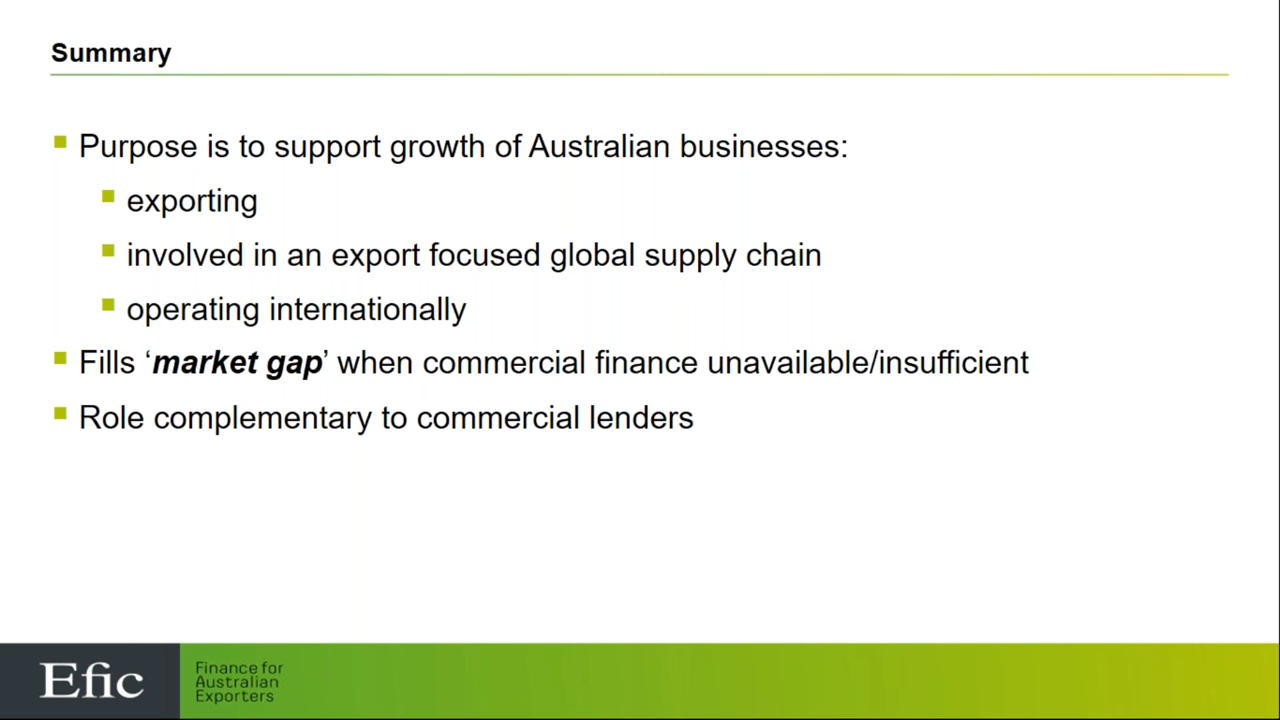 Summary
Purpose is to support growth of Australian businesses:
exporting
involved in an export focused global supply chain
operating internationally
Fills ‘market gap’ when commercial finance unavailable/insufficient
Role complementary to commercial lenders
Efic
Finance for
Australian
Exporters